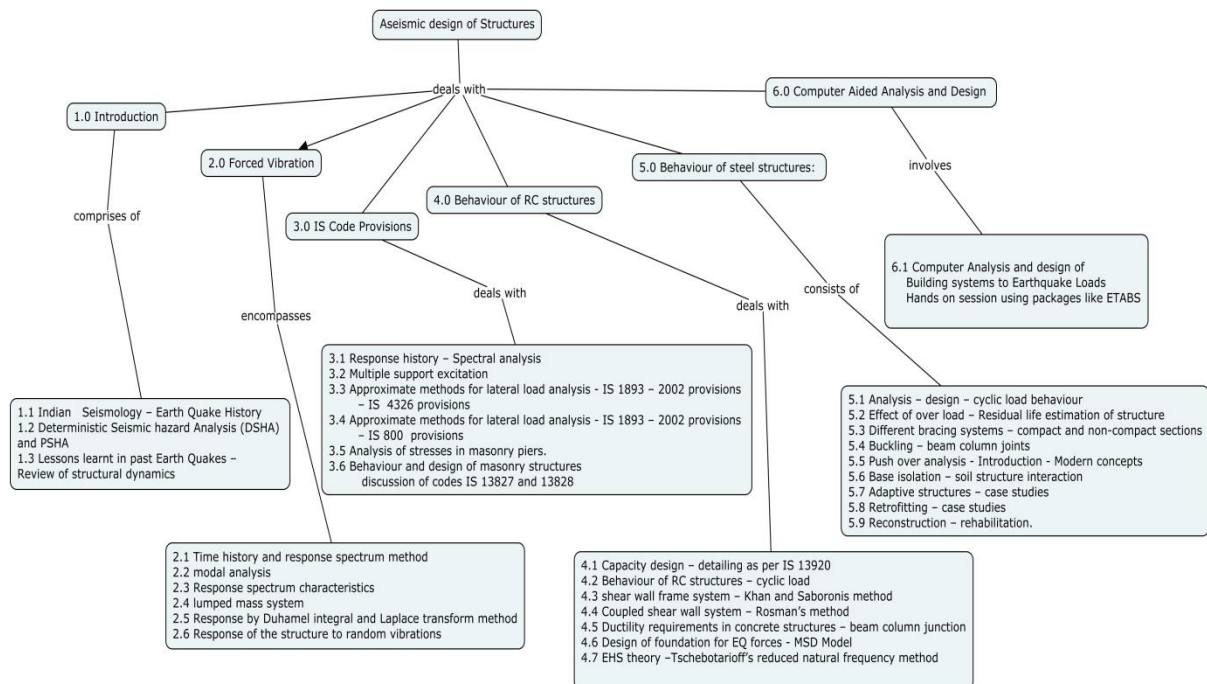 Aseismic design of Structures
deals with
1.0 Introduction
6.0 Computer Aided Analysis and Design
2.0 Forced Vibration
5.0 Behaviour of steel structures:
involves
4.0 Behaviour of RC structures
comprises of
3.0 IS Code Provisions
6.1 Computer Analysis and design of
Building systems to Earthquake Loads
Hands on session using packages like ETABS
deals with
consists of
encompasses
deals with
3.1 Response history – Spectral analysis
3.2 Multiple support excitation
3.3 Approximate methods for lateral load analysis - IS 1893 – 2002 provisions
– IS 4326 provisions
3.4 Approximate methods for lateral load analysis - IS 1893 – 2002 provisions
– IS 800 provisions
3.5 Analysis of stresses in masonry piers.
3.6 Behaviour and design of masonry structures
discussion of codes IS 13827 and 13828
1.1 Indian Seismology – Earth Quake History
1.2 Deterministic Seismic hazard Analysis (DSHA)
and PSHA
1.3 Lessons learnt in past Earth Quakes –
Review of structural dynamics
5.1 Analysis – design – cyclic load behaviour
5.2 Effect of over load – Residual life estimation of structure
5.3 Different bracing systems – compact and non-compact sections
5.4 Buckling – beam column joints
5.5 Push over analysis - Introduction - Modern concepts
5.6 Base isolation – soil structure interaction
5.7 Adaptive structures – case studies
5.8 Retrofitting – case studies
5.9 Reconstruction – rehabilitation.
2.1 Time history and response spectrum method
2.2 modal analysis
2.3 Response spectrum characteristics
2.4 lumped mass system
2.5 Response by Duhamel integral and Laplace transform method
2.6 Response of the structure to random vibrations
4.1 Capacity design – detailing as per IS 13920
4.2 Behaviour of RC structures – cyclic load
4.3 shear wall frame system – Khan and Saboronis method
4.4 Coupled shear wall system – Rosman's method
4.5 Ductility requirements in concrete structures – beam column junction
4.6 Design of foundation for EQ forces - MSD Model
4.7 EHS theory –Tschebotarioff's reduced natural frequency method